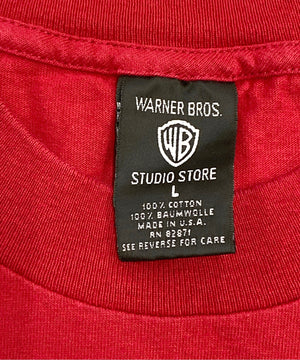 WARNER BROS.
WB
STUDIO STORE
L
100% COTTON
100% BAUMWOLLE
MADE IN U.S.A.
RN 82871
SEE REVERSE FOR CARE